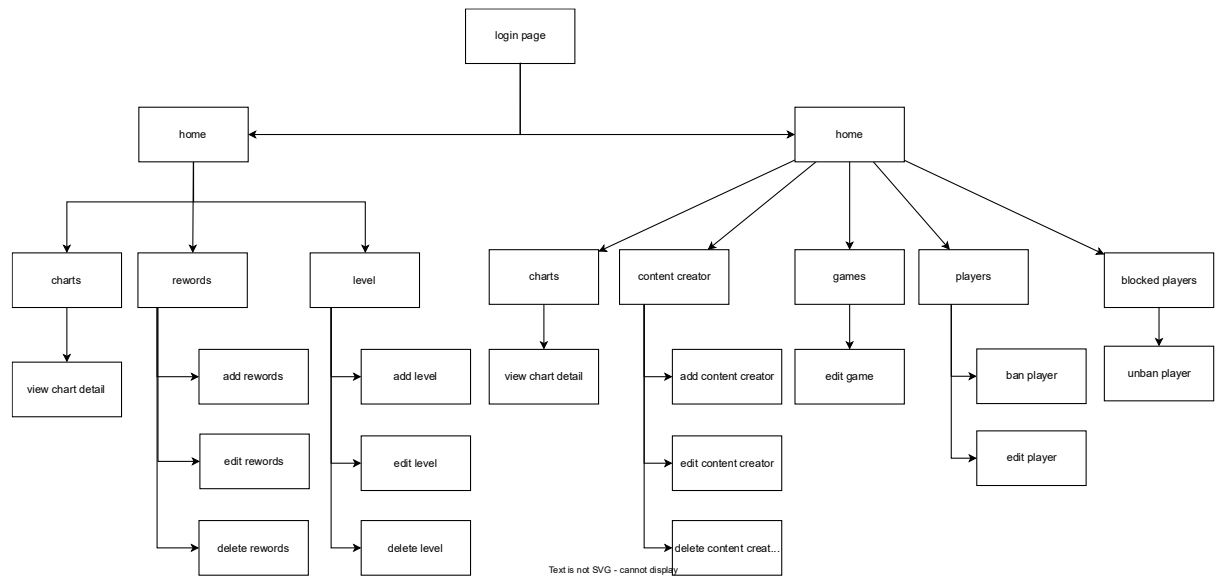 login page
home
home
charts
rewords
level
charts
content creator
games
players
blocked players
view chart detail
add rewords
add level
view chart detail
add content creator
edit game
ban player
unban player
edit rewords
edit level
edit content creator
edit player
delete rewords
delete level
delete content creat...
Text is not SVG - cannot display